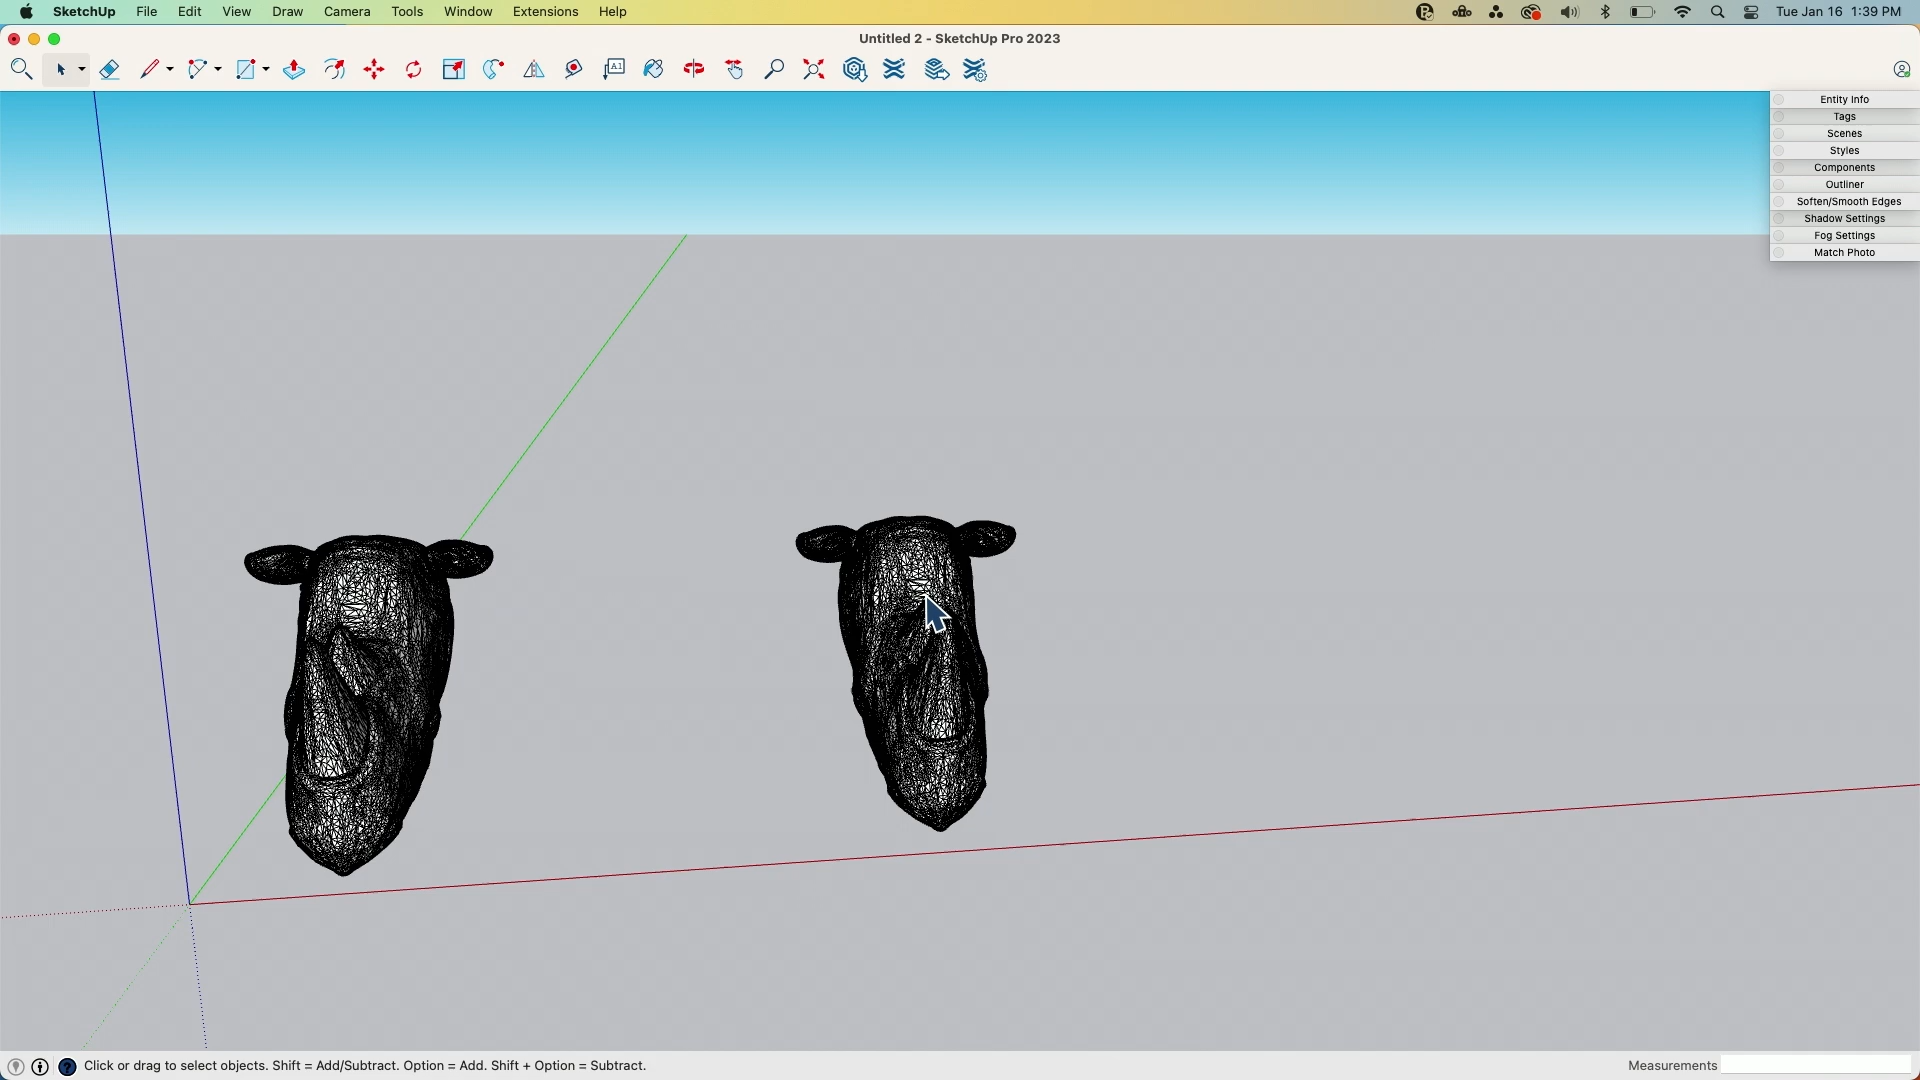 SketchUp File Edit View Draw Camera Tools Window Extensions Help Tue Jan 16 1:39 PM
Untitled 2 - SketchUp Pro 2023
A1
Entity Info
Tags
Scenes
Styles
Components
Outliner
Soften/Smooth Edges
Shadow Settings
Fog Settings
Match Photo
Click or drag to select objects. Shift = Add/Subtract. Option = Add. Shift + Option = Subtract. Measurements